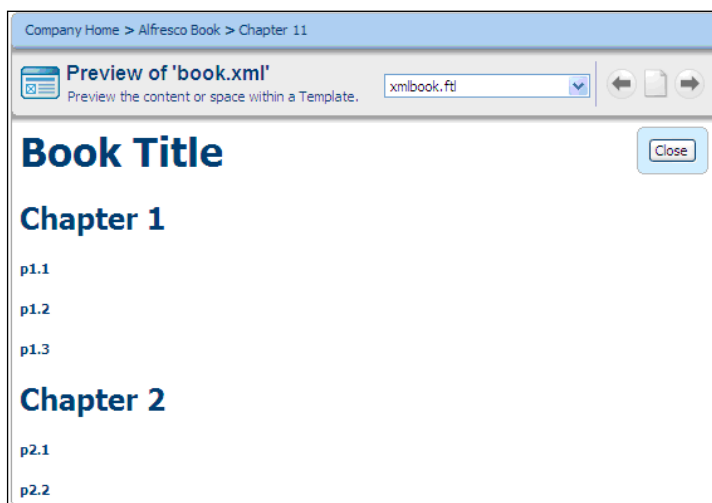 Company Home > Alfresco Book > Chapter 11
Preview of 'book.xml'
Preview the content or space within a Template.
xmlbook.ftl
Close
Book Title
Chapter 1
p1.1
p1.2
p1.3
Chapter 2
p2.1
p2.2